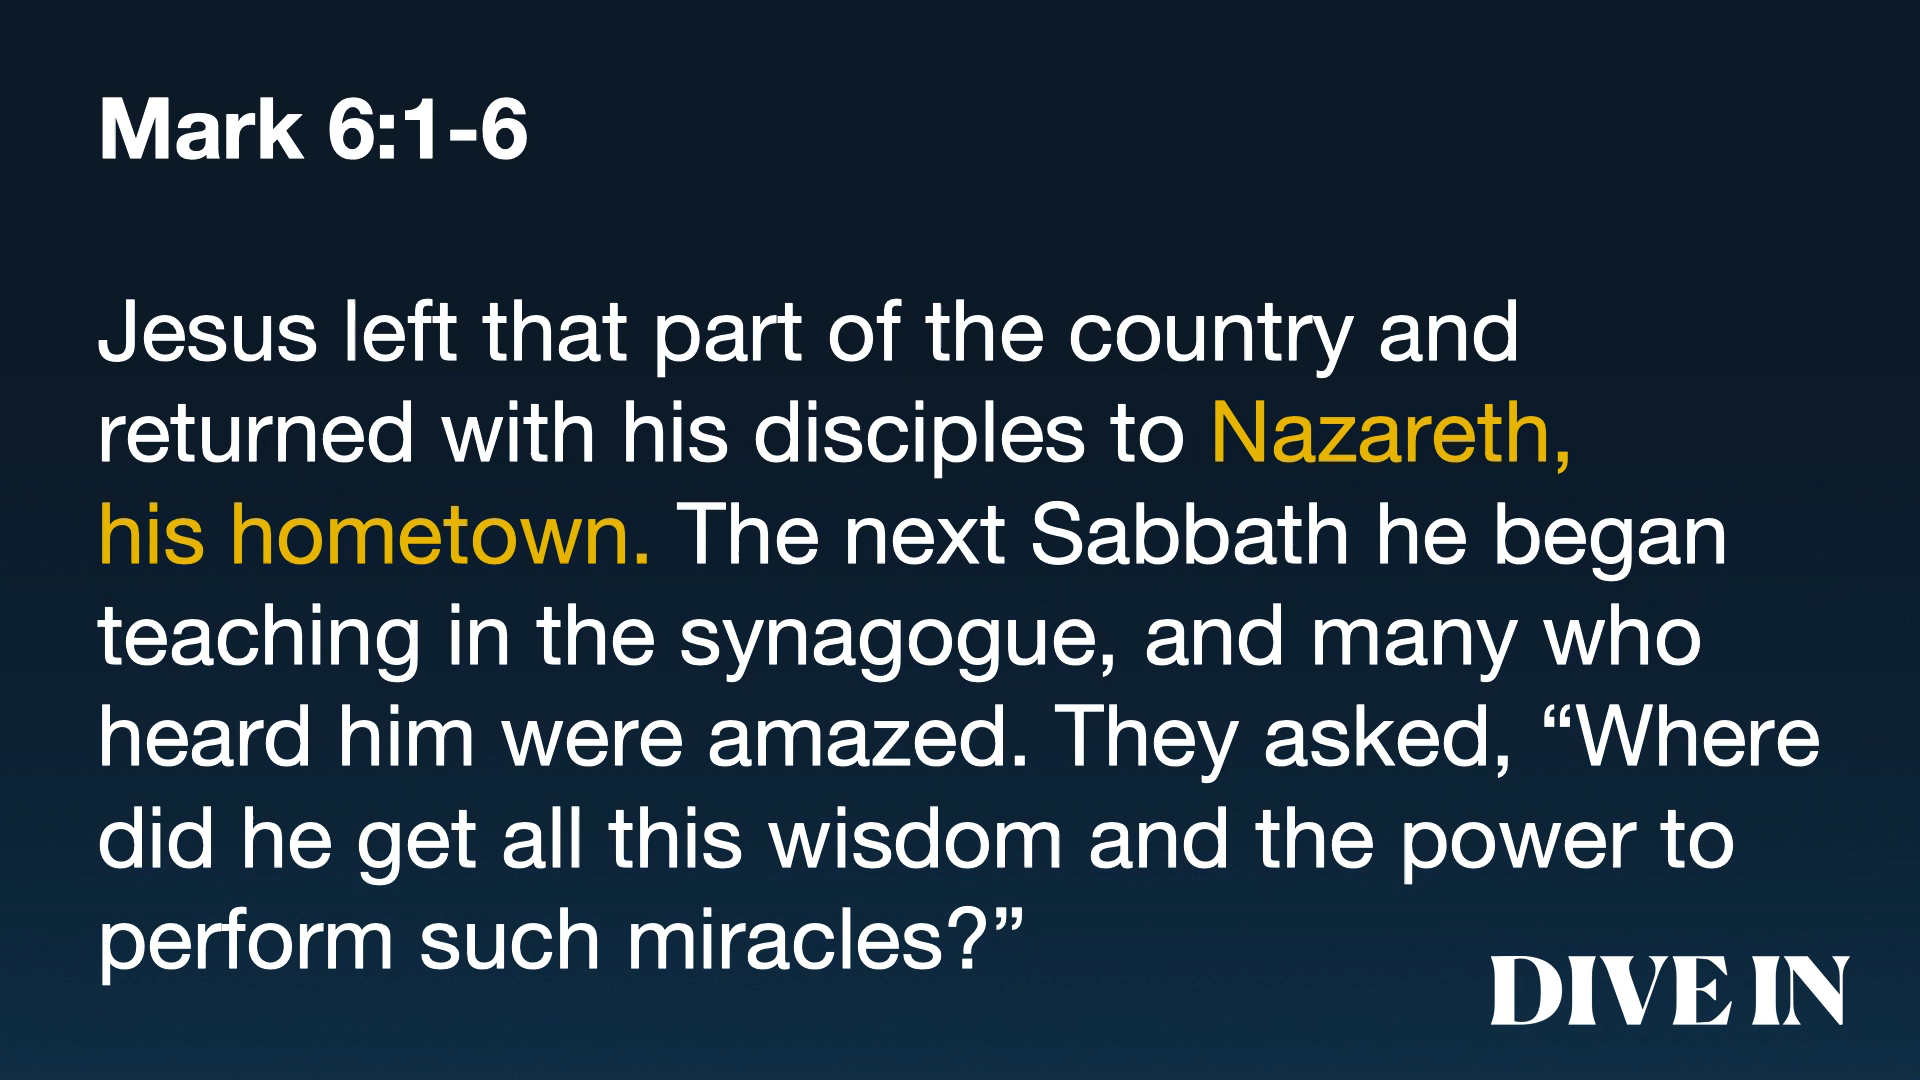 Mark 6:1-6
Jesus left that part of the country and
returned with his disciples to Nazareth,
his hometown. The next Sabbath he began
teaching in the synagogue, and many who
heard him were amazed. They asked, “Where
did he get all this wisdom and the power to
perform such miracles?”
DIVE IN